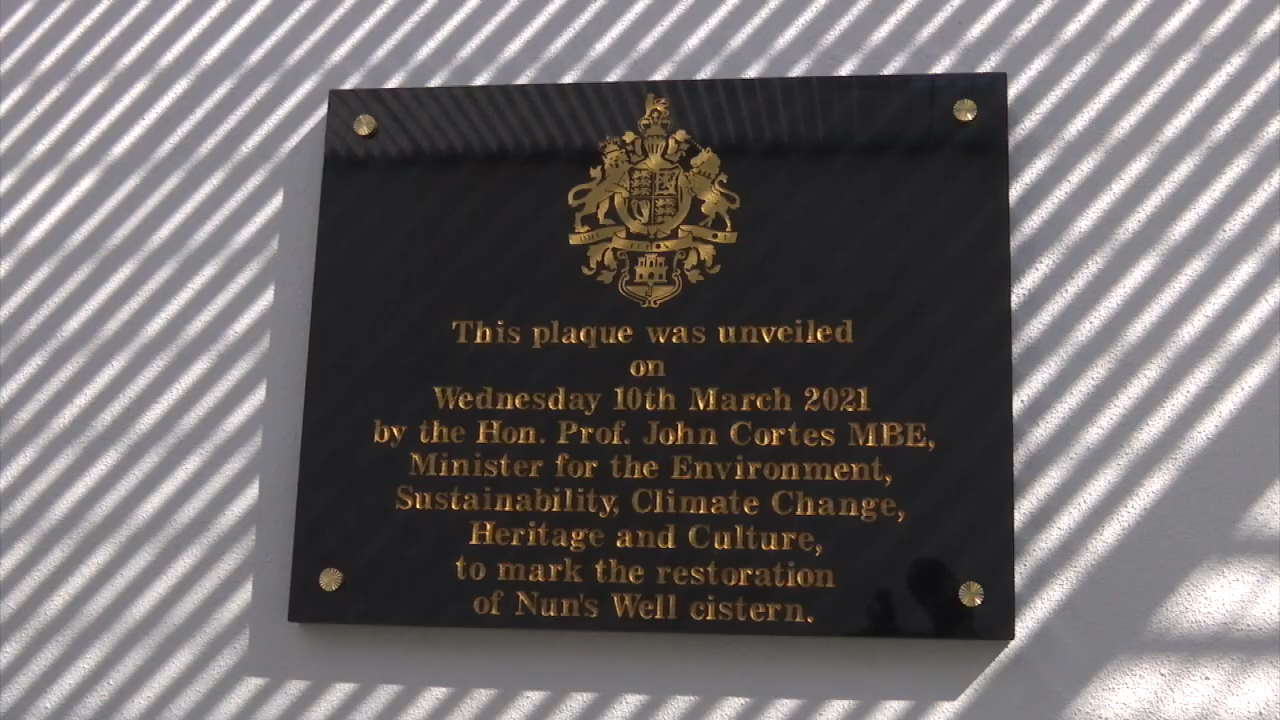 This plaque was unveiled
on
Wednesday 10th March 2021
by the Hon. Prof. John Cortes MBE,
Minister for the Environment,
Sustainability, Climate Change,
Heritage and Culture,
to mark the restoration
of Nun's Well cistern.